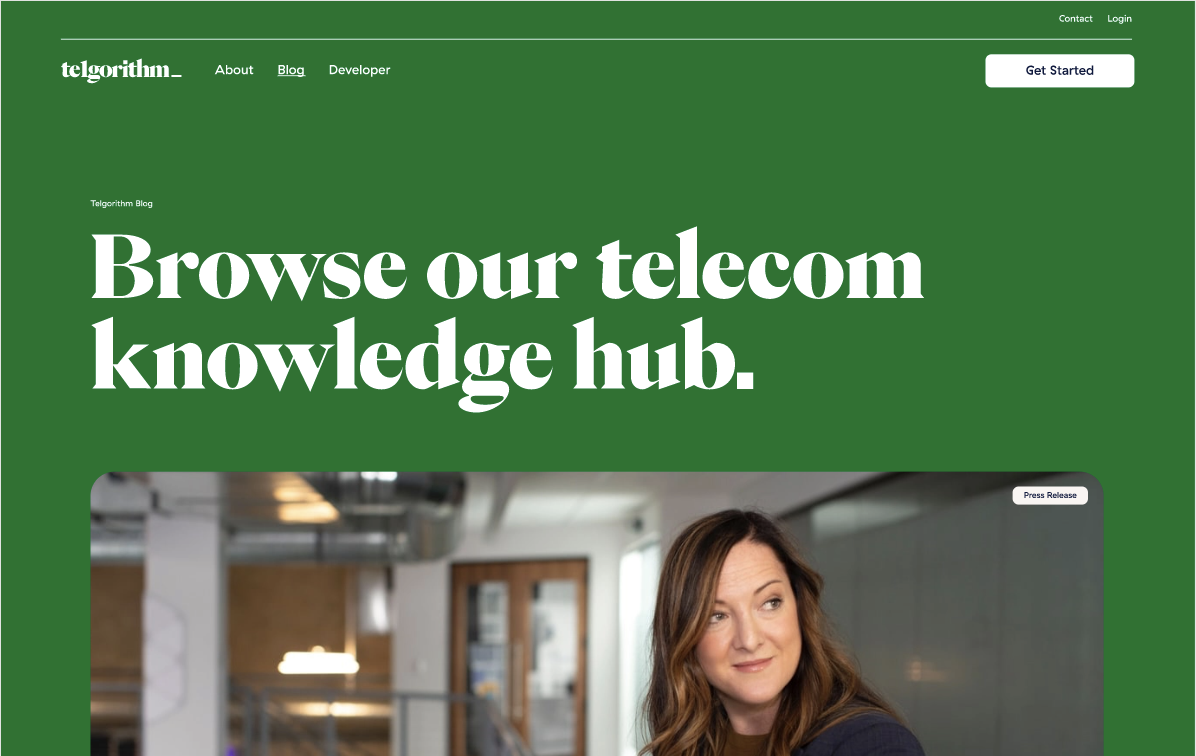 Contact Login
telgorithm_ About Blog Developer Get Started
Telgorithm Blog
Browse our telecom
knowledge hub.
Press Release